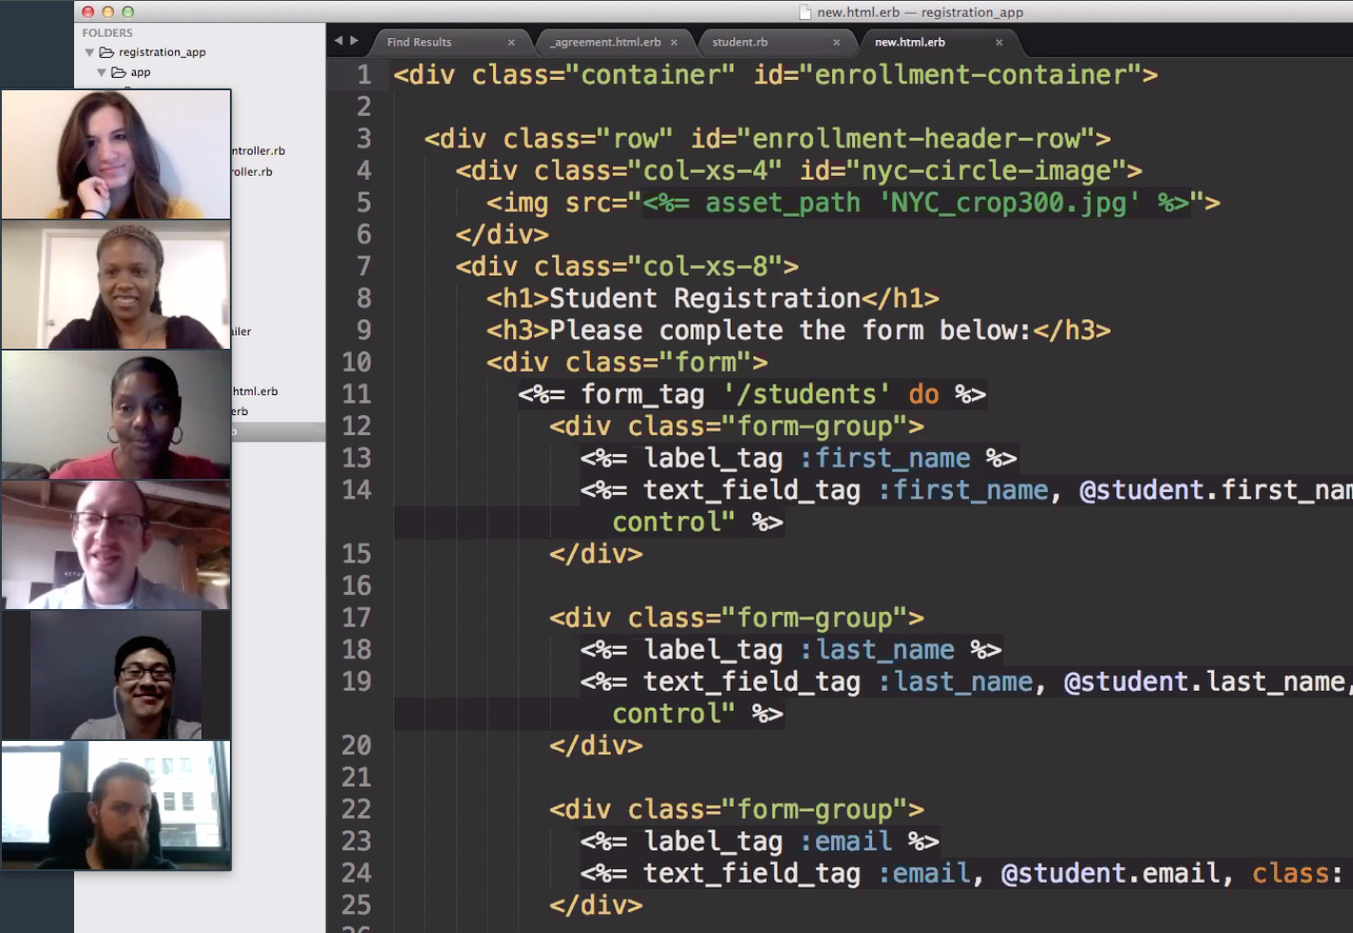 new.html.erb — registration_app
FOLDERS
registration_app
app
ntroller.rb
oller.rb
ailer
html.erb
erb
Find Results
_agreement.html.erb
student.rb
new.html.erb
1 <div class="container" id="enrollment-container">
2
3 <div class="row" id="enrollment-header-row">
4 <div class="col-xs-4" id="nyc-circle-image">
5 <img src="<%= asset_path 'NYC_crop300.jpg' %>">
6 </div>
7 <div class="col-xs-8">
8 <h1>Student Registration</h1>
9 <h3>Please complete the form below:</h3>
10 <div class="form">
11 <%= form_tag '/students' do %>
12 <div class="form-group">
13 <%= label_tag :first_name %>
14 <%= text_field_tag :first_name, @student.first_nam
control" %>
15 </div>
16
17 <div class="form-group">
18 <%= label_tag :last_name %>
19 <%= text_field_tag :last_name, @student.last_name,
control" %>
20 </div>
21
22 <div class="form-group">
23 <%= label_tag :email %>
24 <%= text_field_tag :email, @student.email, class:
25 </div>